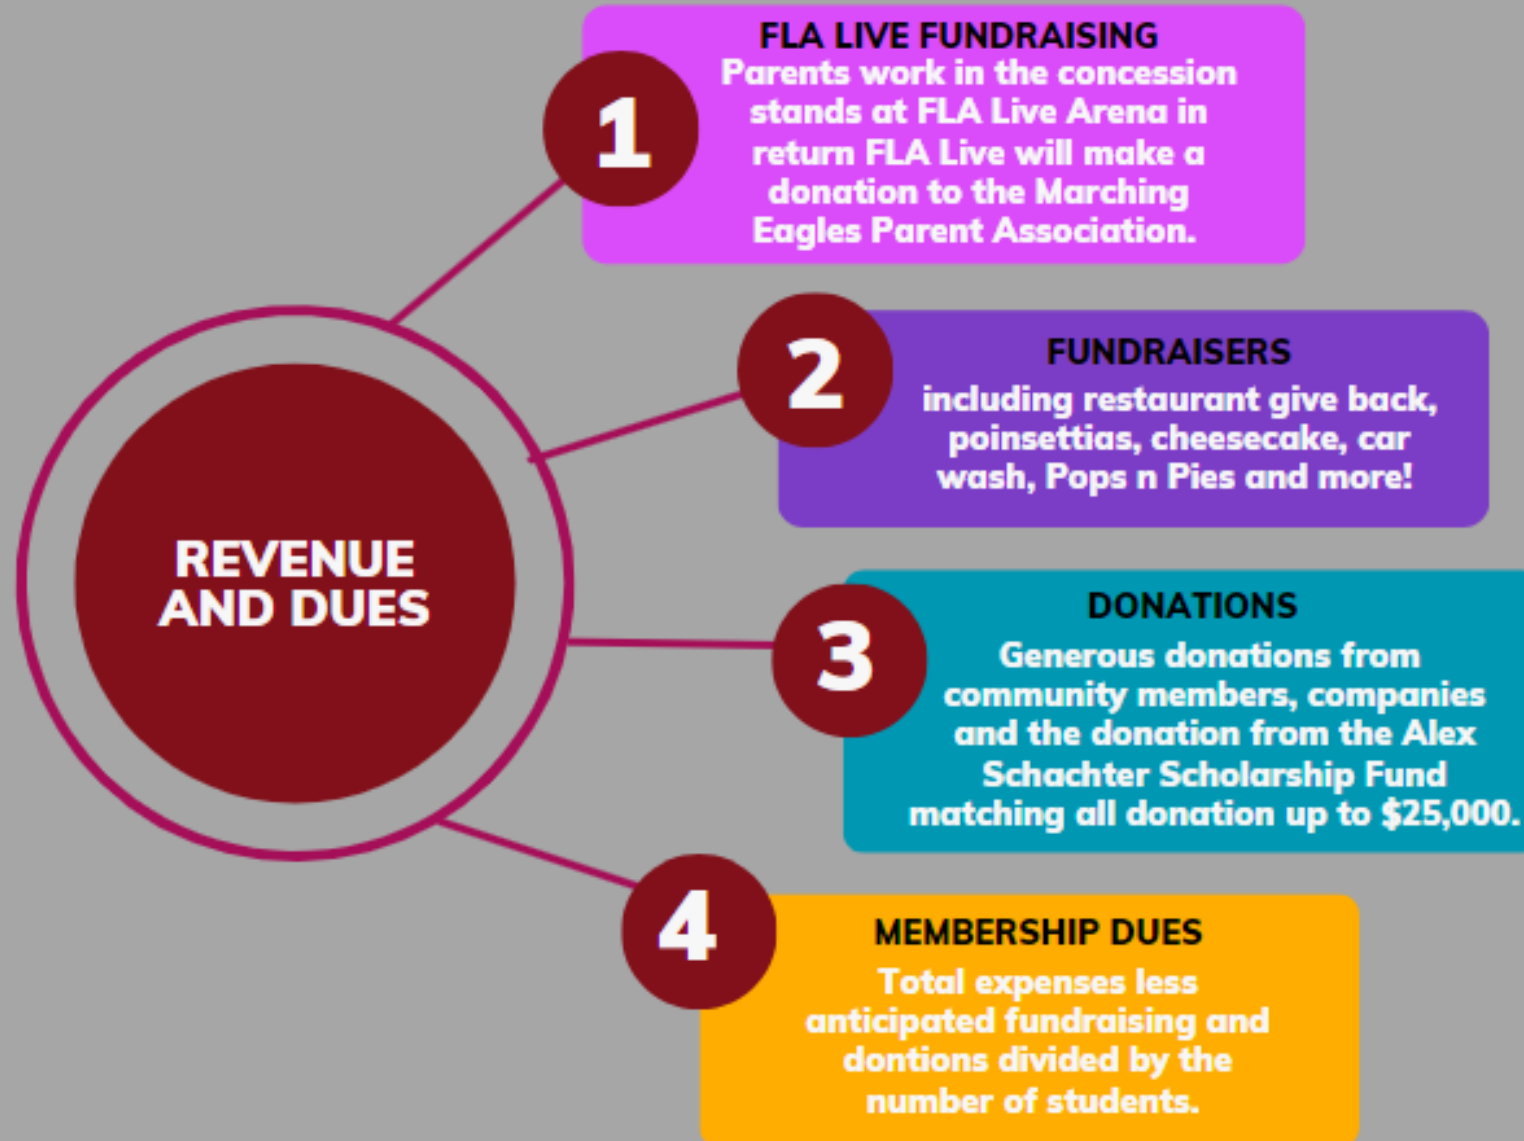 1
FLA LIVE FUNDRAISING
Parents work in the concession
stands at FLA Live Arena in
return FLA Live will make a
donation to the Marching
Eagles Parent Association.
2
FUNDRAISERS
including restaurant give back,
poinsettias, cheesecake, car
wash, Pops n Pies and more!
REVENUE
AND DUES
3
DONATIONS
Generous donations from
community members, companies
and the donation from the Alex
Schachter Scholarship Fund
matching all donation up to $25,000.
4
MEMBERSHIP DUES
Total expenses less
anticipated fundraising and
dontions divided by the
number of students.